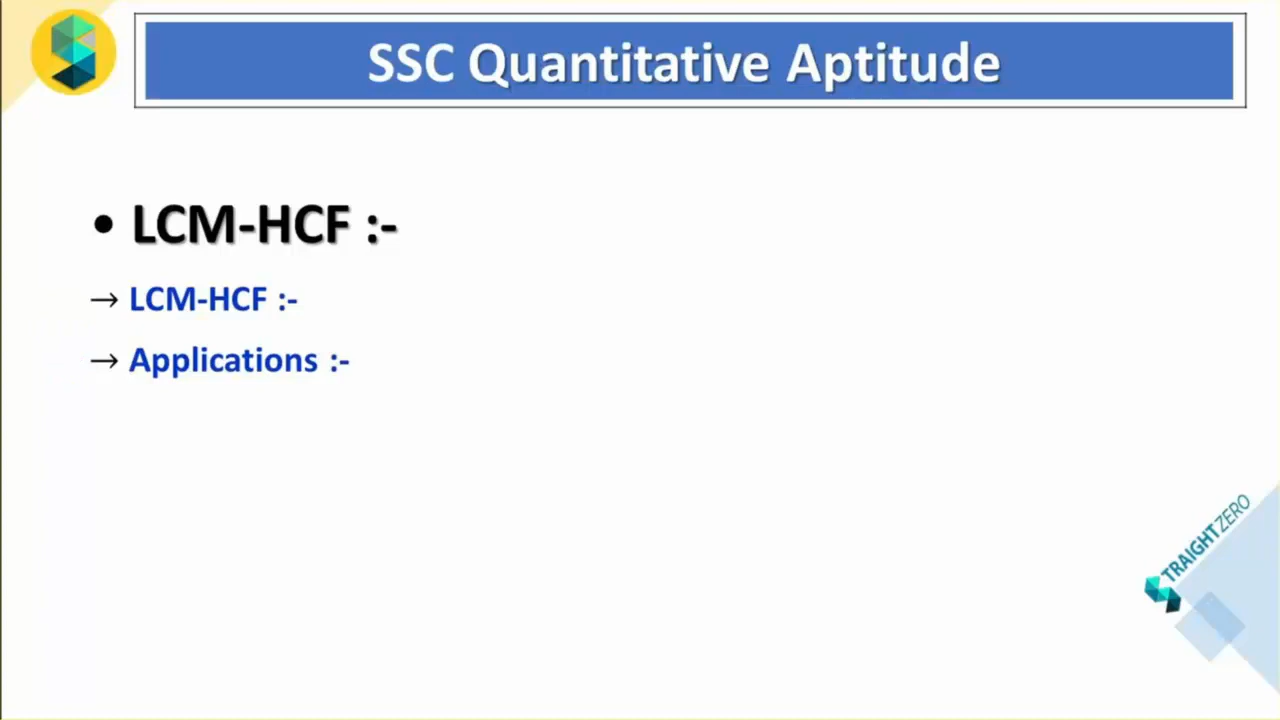 SSC Quantitative Aptitude
• LCM-HCF :-
→ LCM-HCF :-
→ Applications :-
TRAIGHTZERO